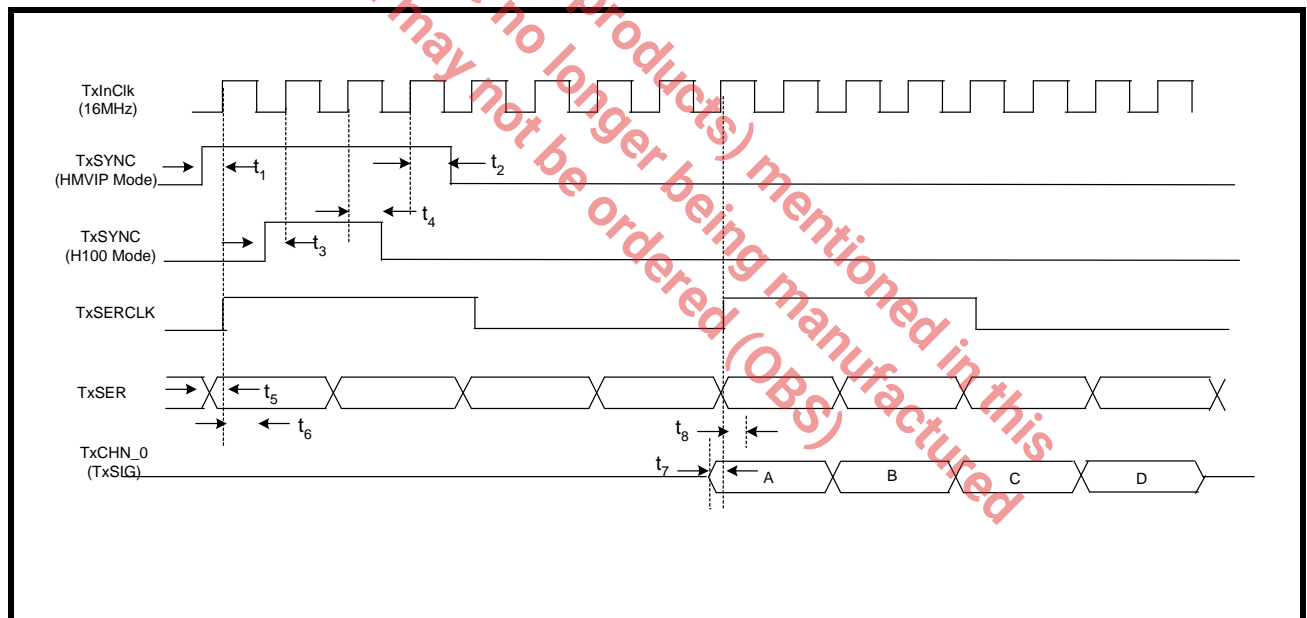 products) mentioned in this
no longer being manufactured
may not be ordered (OBS)
TxInClk
(16MHz)
TxSYNC
(HMVIP Mode)
t1
t2
TxSYNC
(H100 Mode)
t3
t4
TxSERCLK
TxSER
t5
t6
t8
TxCHN_0
(TxSIG)
t7
A
B
C
D